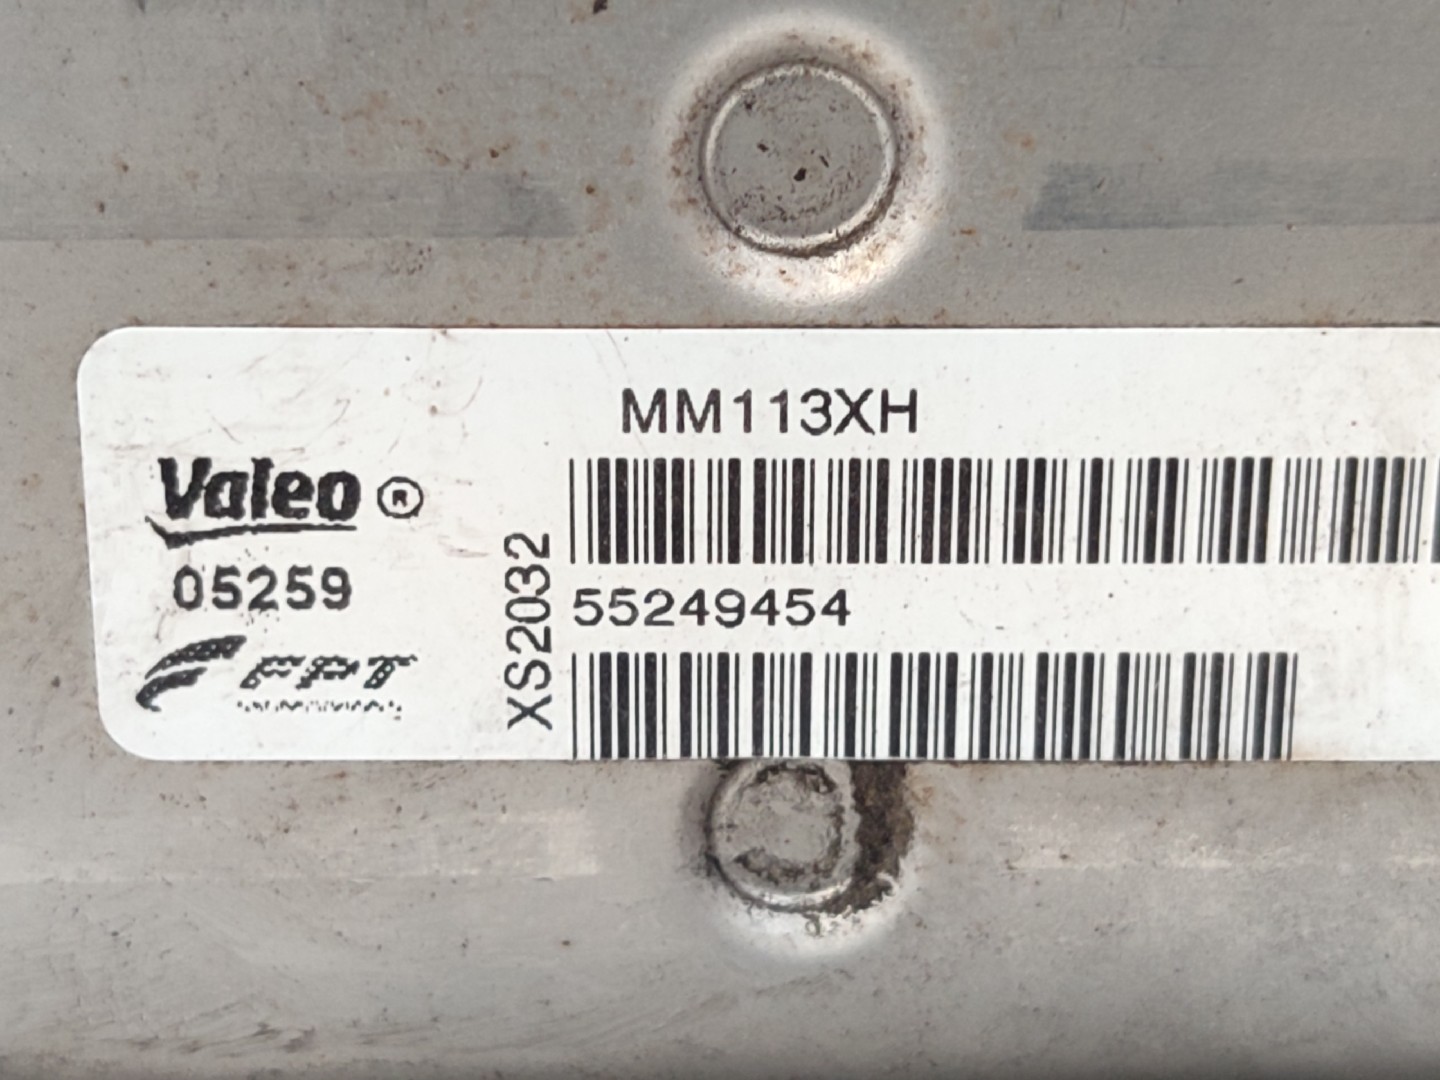 MM113XH
Valeo ®
05259
FPT
XS2032
55249454